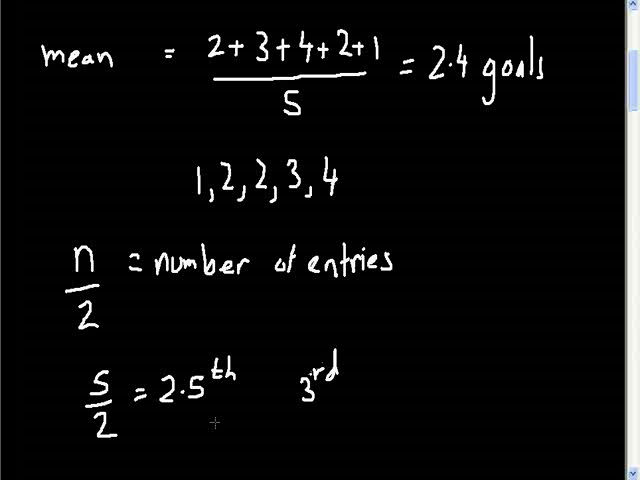 mean = 2+3+4+2+1 / 5 = 2.4 goals
1, 2, 2, 3, 4
n/2 = number of entries
5/2 = 2.5th 3rd